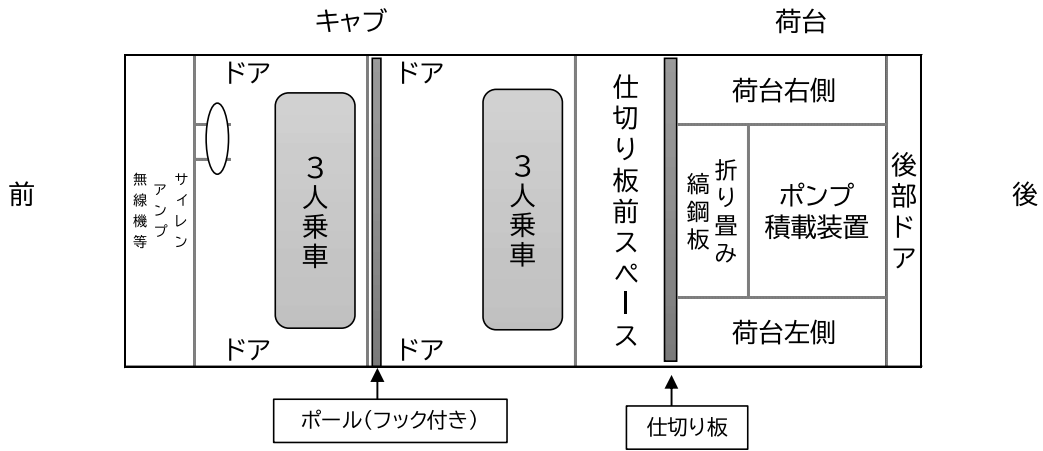 キャブ
荷台
前
後
無線機等
アンプ
サイレン
ドア
ドア
3人乗車
ドア
ドア
3人乗車
仕切り板前スペース
荷台右側
縞鋼板
折り畳み
ポンプ
積載装置
荷台左側
後部ドア
ポール(フック付き)
仕切り板